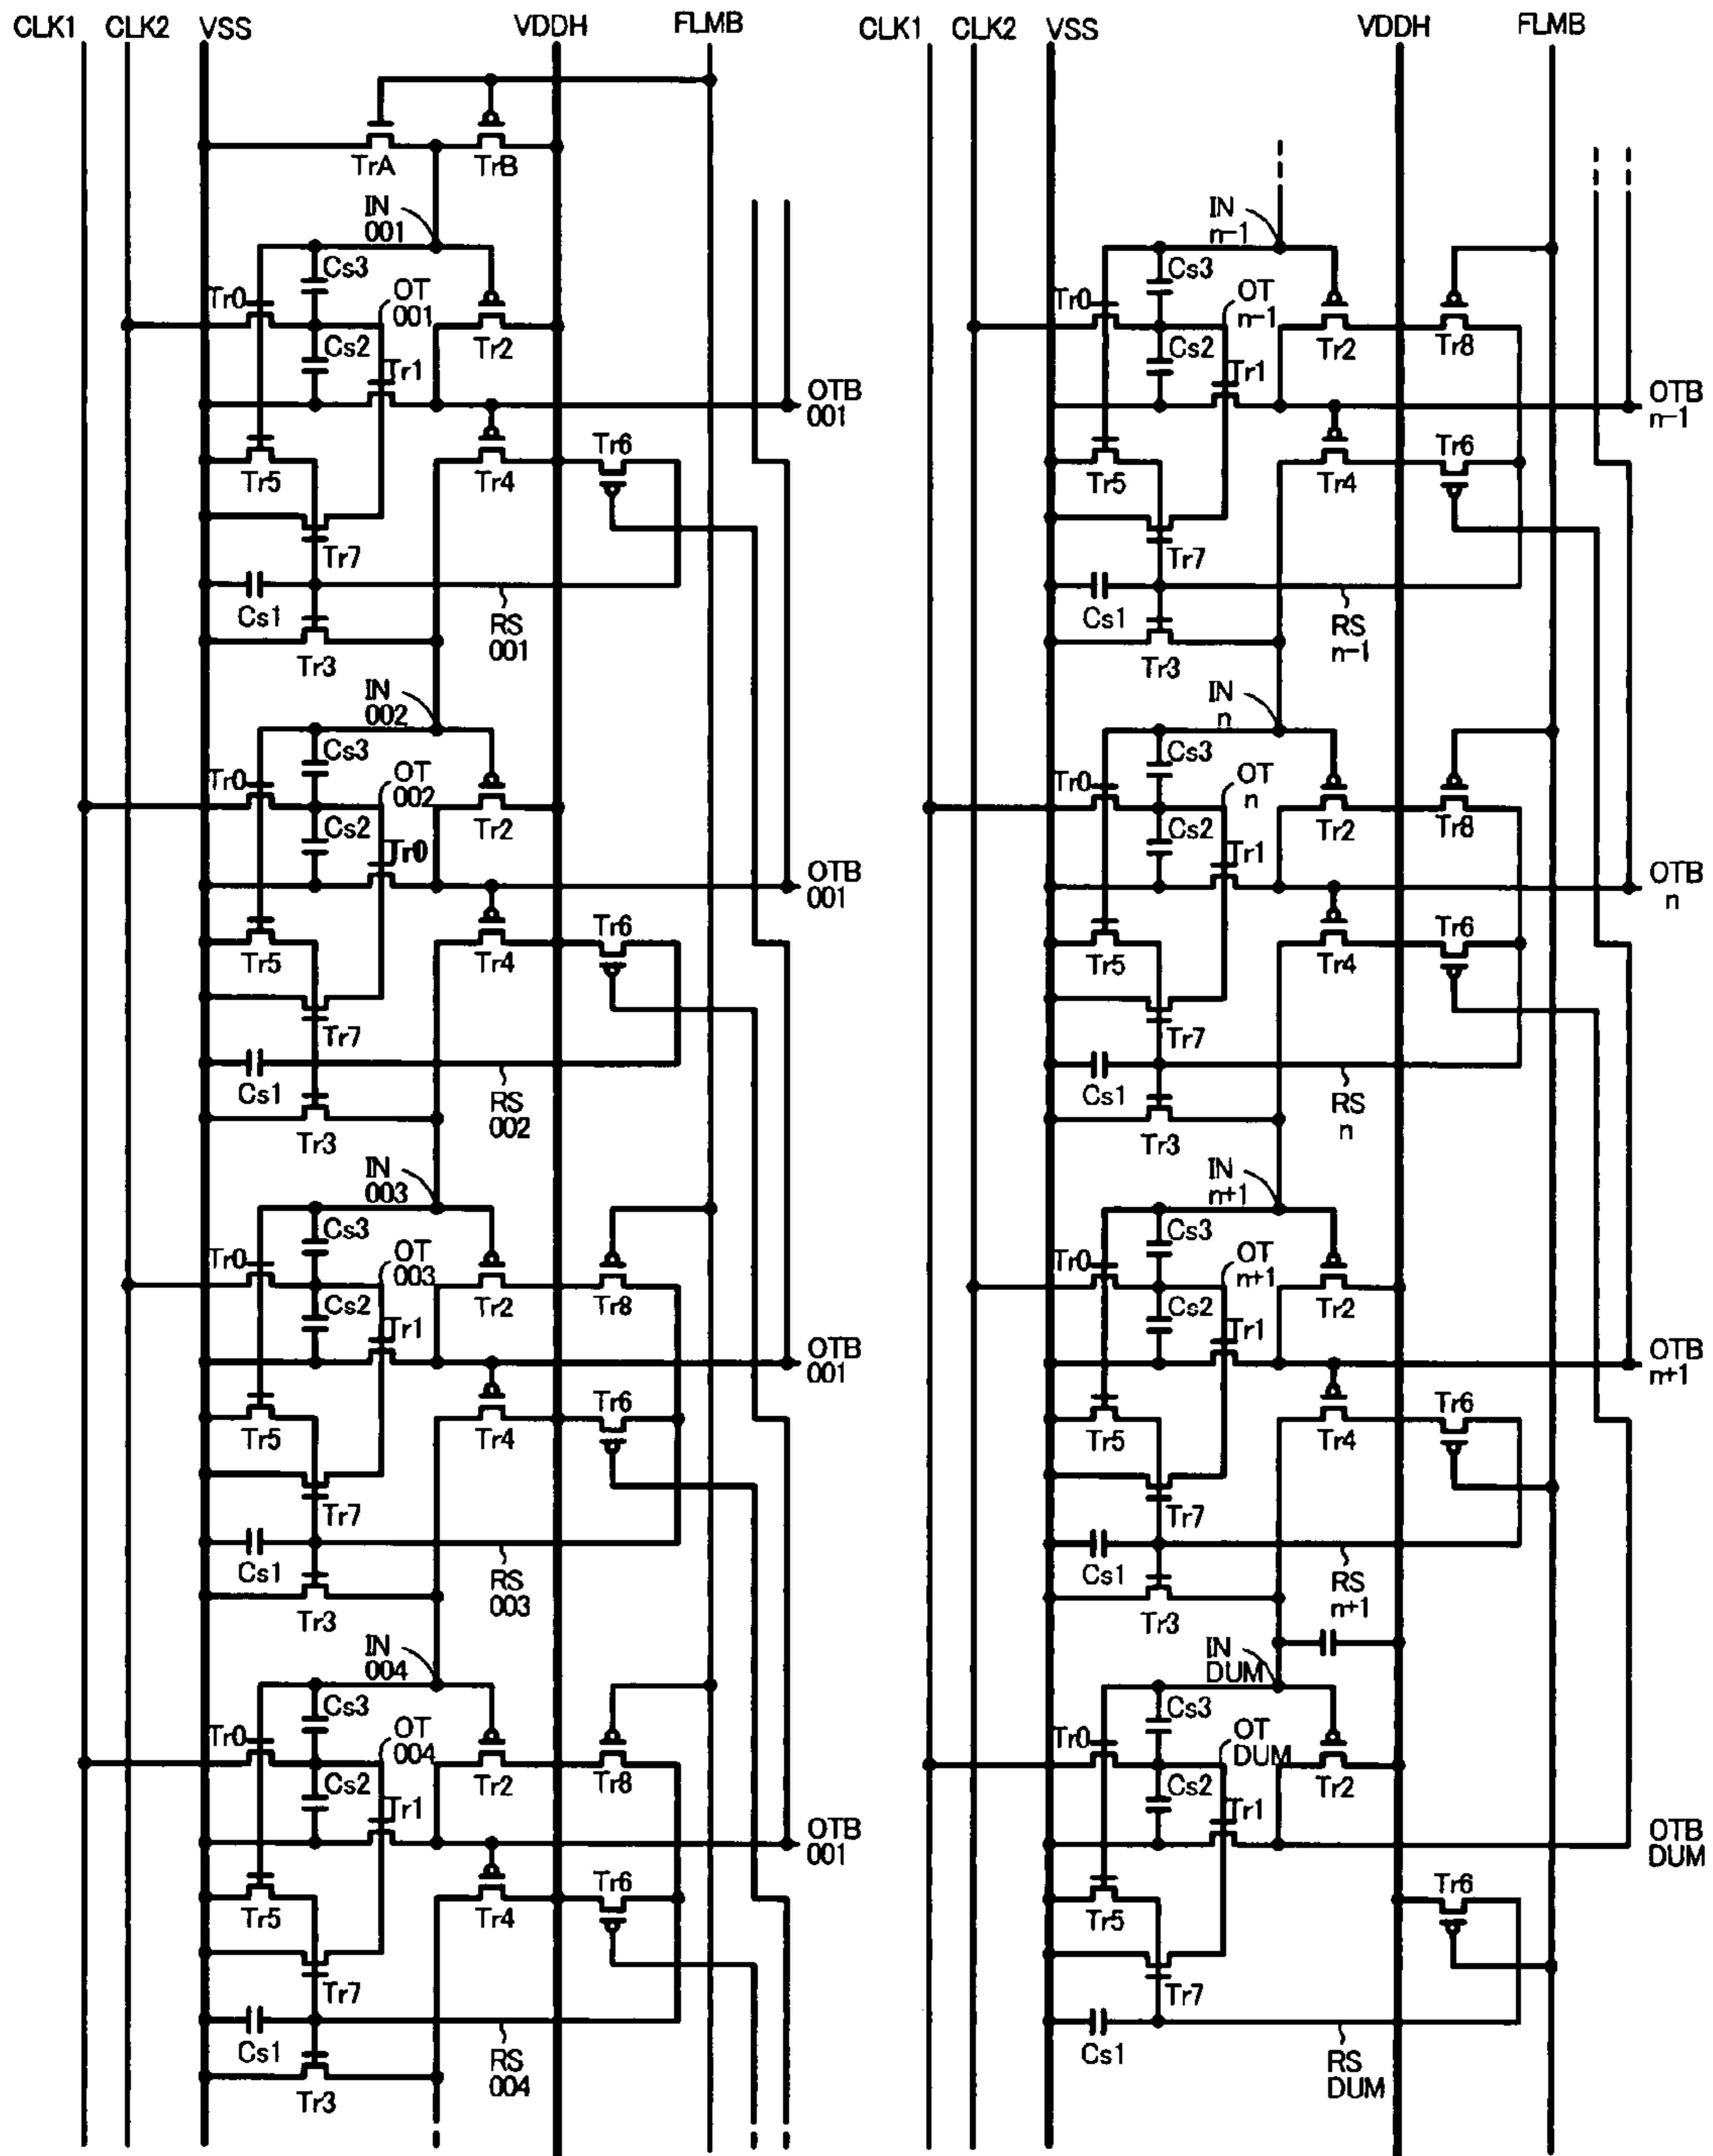 CLK1 CLK2 VSS VDDH FLMB
TrA TrB
IN
001
Cs3
Tr0
OT
001
Cs2
Tr2
Tr1
OTB
001
Tr5
Tr4
Tr6
Tr7
Cs1
RS
001
Tr3
IN
002
Cs3
Tr0
OT
002
Cs2
Tr2
Tr0
OTB
001
Tr5
Tr4
Tr6
Tr7
Cs1
RS
002
Tr3
IN
003
Cs3
Tr0
OT
003
Cs2
Tr2
Tr8
Tr1
OTB
001
Tr5
Tr4
Tr6
Tr7
Cs1
RS
003
Tr3
IN
004
Cs3
Tr0
OT
004
Cs2
Tr2
Tr8
Tr1
OTB
001
Tr5
Tr4
Tr6
Tr7
Cs1
RS
004
Tr3
CLK1 CLK2 VSS VDDH FLMB
IN
n-1
Cs3
Tr0
OT
n-1
Cs2
Tr2
Tr8
Tr1
OTB
n-1
Tr5
Tr4
Tr6
Tr7
Cs1
RS
n-1
Tr3
IN
n
Cs3
Tr0
OT
n
Cs2
Tr2
Tr8
Tr1
OTB
n
Tr5
Tr4
Tr6
Tr7
Cs1
RS
n
Tr3
IN
n+1
Cs3
Tr0
OT
n+1
Cs2
Tr2
Tr1
OTB
n+1
Tr5
Tr4
Tr6
Tr7
Cs1
RS
n+1
Tr3
IN
DUM
Cs3
Tr0
OT
DUM
Cs2
Tr2
Tr1
OTB
DUM
Tr5
Tr6
Tr7
Cs1
RS
DUM